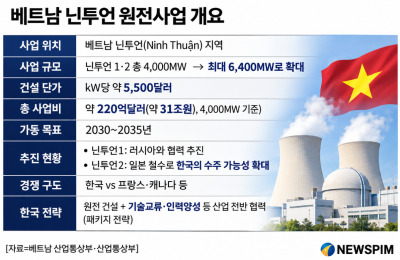 베트남 닌투언 원전사업 개요
사업 위치 베트남 닌투언(Ninh Thuận) 지역
사업 규모 닌투언 1·2 총 4,000MW → 최대 6,400MW로 확대
건설 단가 kW당 약 5,500달러
총 사업비 약 220억달러(약 31조원), 4,000MW 기준)
가동 목표 2030~2035년
추진 현황 • 닌투언1: 러시아와 협력 추진
• 닌투언2: 일본 철수로 한국의 수주 가능성 확대
경쟁 구도 한국 vs 프랑스·캐나다 등
한국 전략 원전 건설 + 기술교류·인력양성 등 산업 전반 협력
(패키지 전략)
[자료=베트남 산업통상부·산업통상부]
NEWSPIM